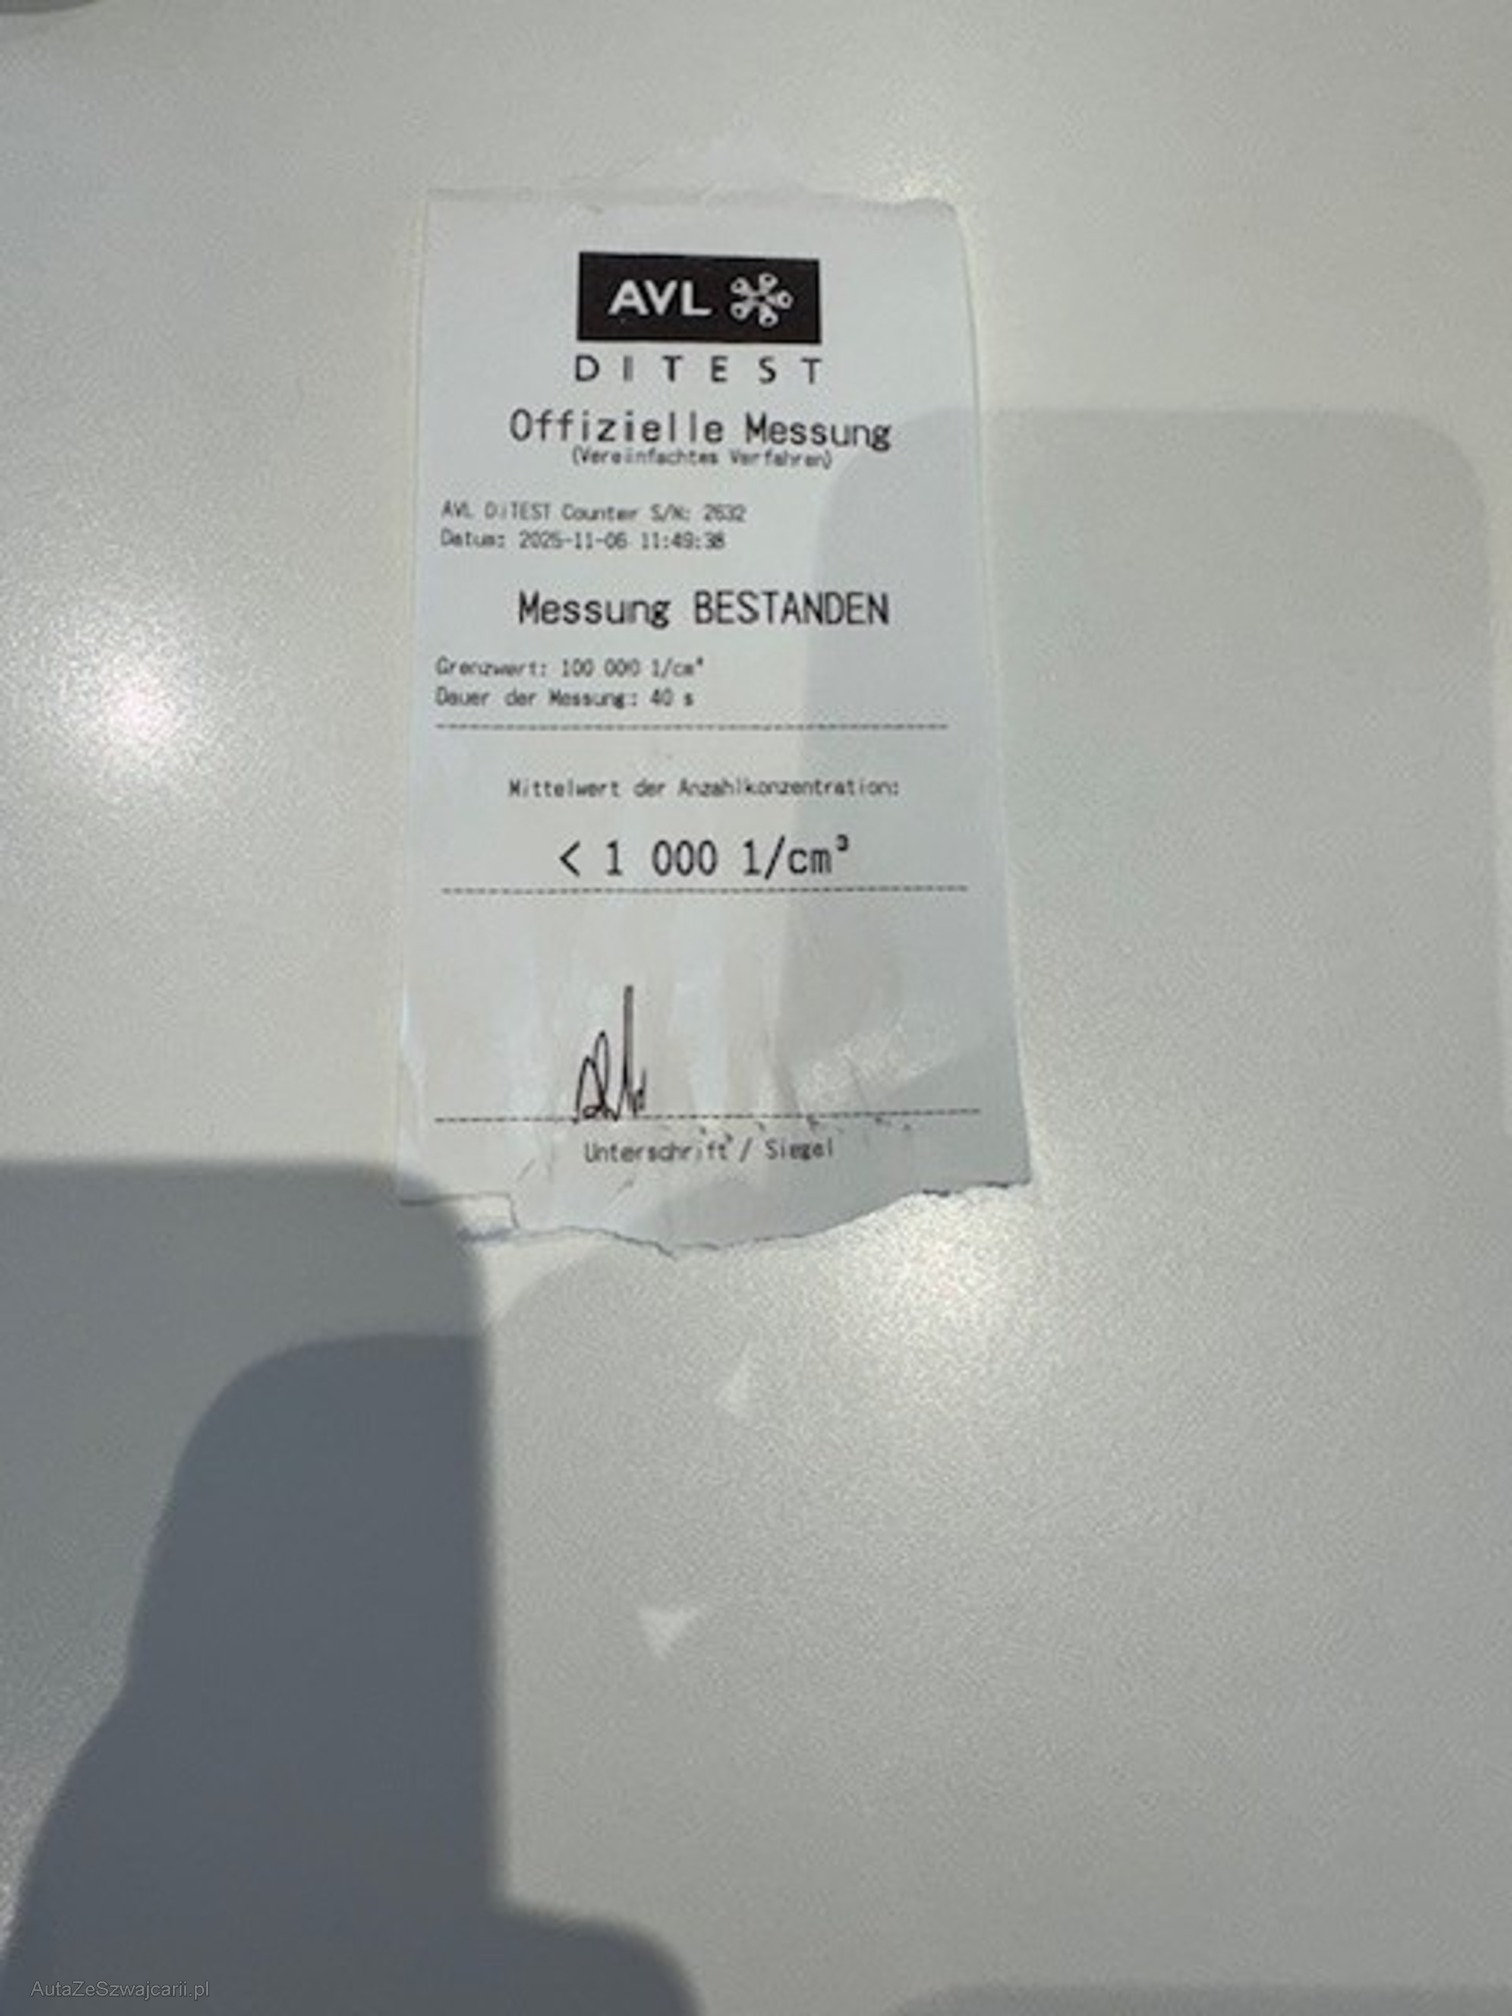 AVL
DITEST
Offizielle Messung
(Vereinfachtes Verfahren)
AVL DiTEST Counter S/N: 2632
Datum: 2025-11-06 11:49:38
Messung BESTANDEN
Grenzwert: 100 000 1/cm³
Dauer der Messung: 40 s
Mittelwert der Anzahlkonzentration:
< 1 000 1/cm³
Unterschrift / Siegel
AutaZeSzwajcarii.pl